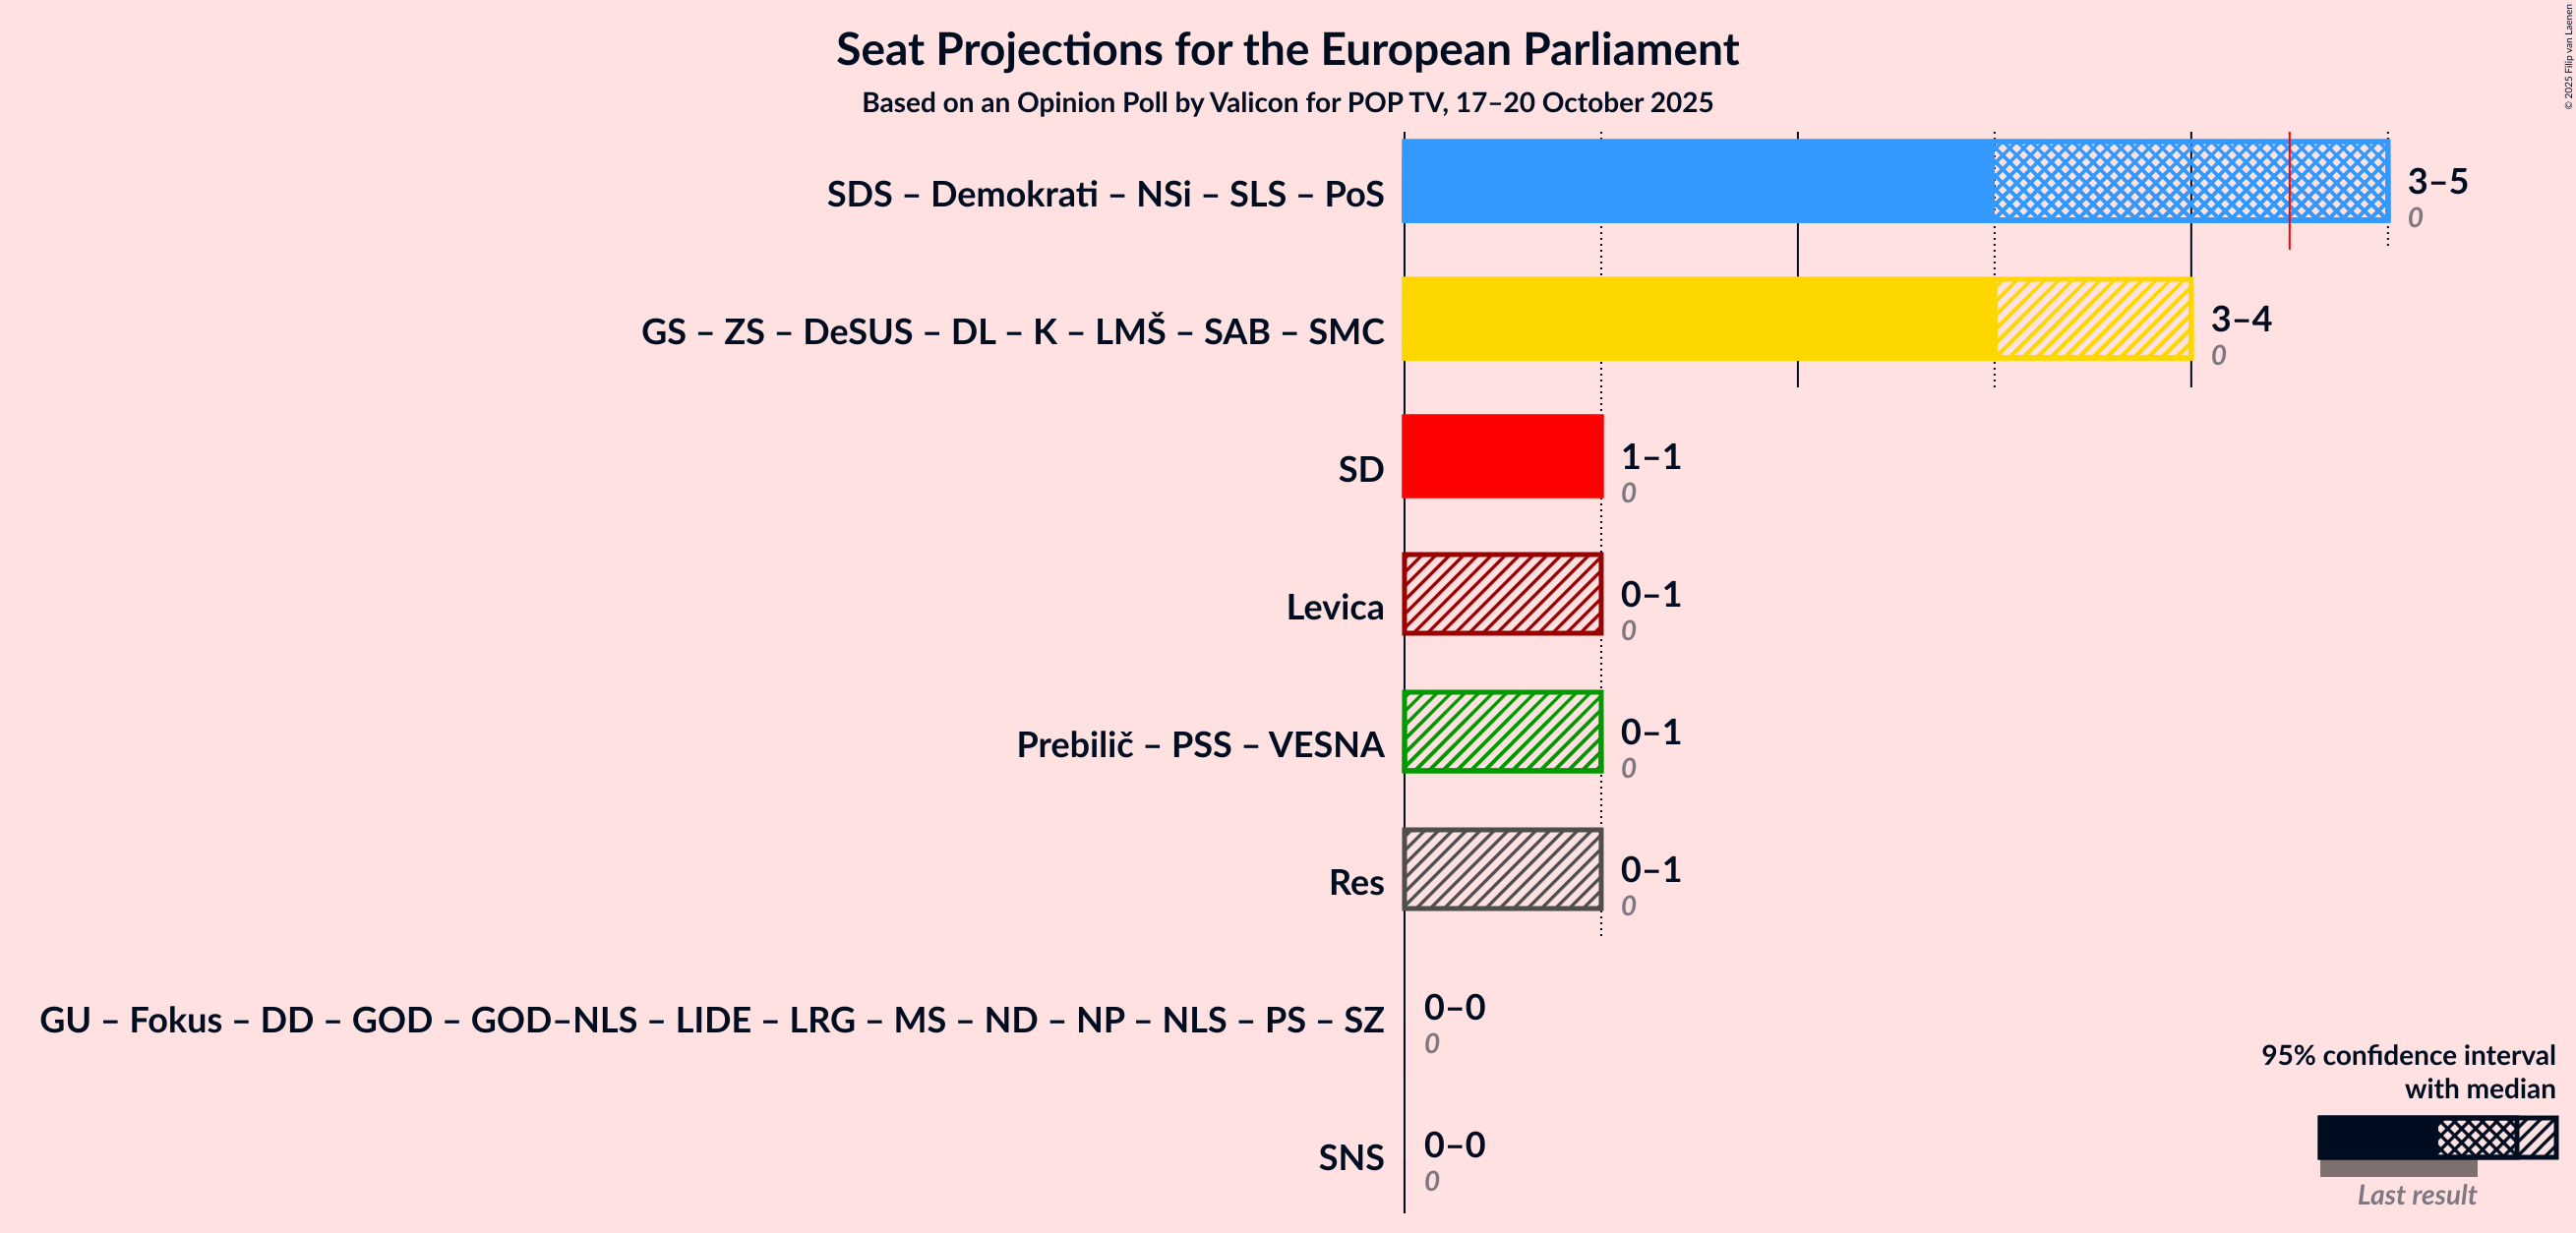 Seat Projections for the European Parliament
Based on an Opinion Poll by Valicon for POP TV, 17–20 October 2025
© 2025 Filip van Laenen
SDS – Demokrati – NSi – SLS – PoS
3–5
0
GS – ZS – DeSUS – DL – K – LMŠ – SAB – SMC
3–4
0
SD
1–1
0
Levica
0–1
0
Prebilič – PSS – VESNA
0–1
0
Res
0–1
0
GU – Fokus – DD – GOD – GOD–NLS – LIDE – LRG – MS – ND – NP – NLS – PS – SZ
0–0
0
SNS
0–0
0
95% confidence interval
with median
Last result